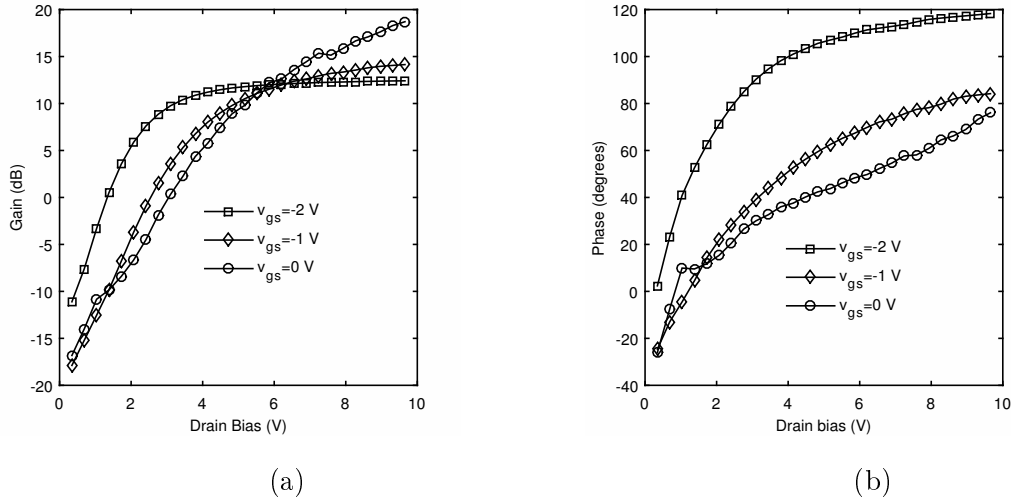 20
15
10
5
0
-5
-10
-15
-20
Gain (dB)
v_gs=-2 V
v_gs=-1 V
v_gs=0 V
0 2 4 6 8 10
Drain Bias (V)
(a)
120
100
80
60
40
20
0
-20
-40
Phase (degrees)
v_gs=-2 V
v_gs=-1 V
v_gs=0 V
0 2 4 6 8 10
Drain bias (V)
(b)